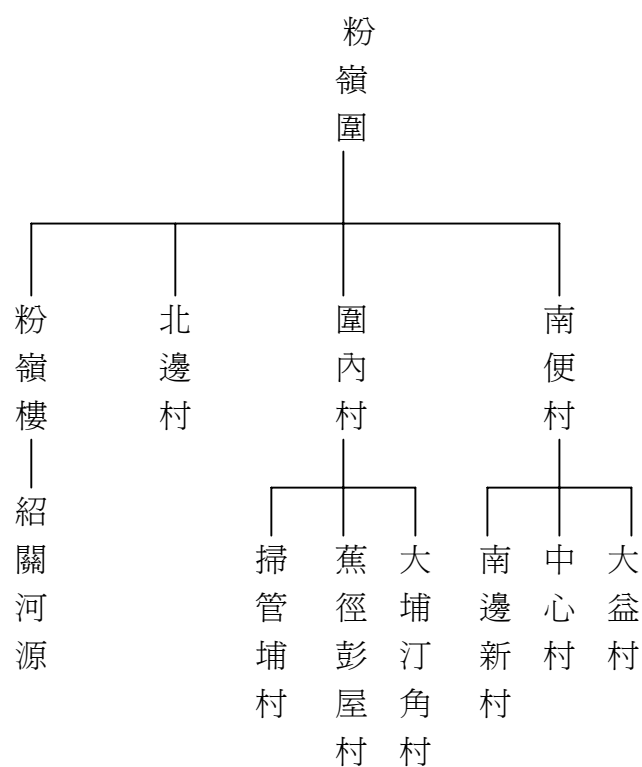 粉嶺圍
粉嶺樓
北邊村
圍內村
南便村
紹關河源
掃管埔村
蕉徑彭屋村
大埔汀角村
南邊新村
中心村
大益村